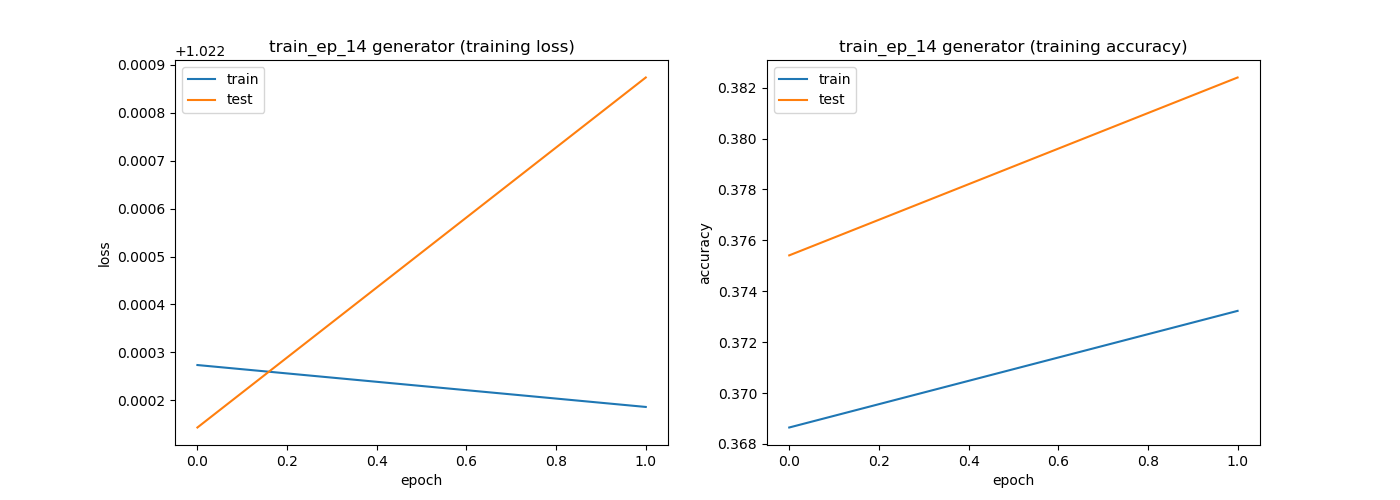 train_ep_14 generator (training loss)
+1.022
0.0009
0.0008
0.0007
0.0006
0.0005
0.0004
0.0003
0.0002
loss
train
test
0.0 0.2 0.4 0.6 0.8 1.0
epoch
train_ep_14 generator (training accuracy)
0.382
0.380
0.378
0.376
0.374
0.372
0.370
0.368
accuracy
train
test
0.0 0.2 0.4 0.6 0.8 1.0
epoch